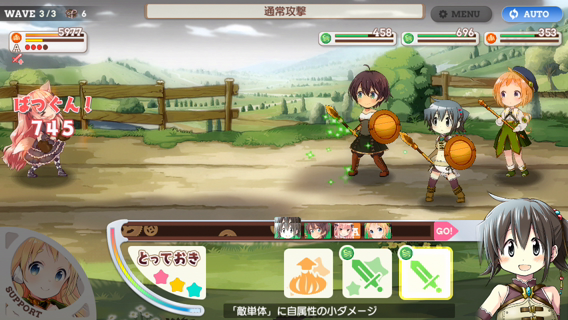 WAVE 3/3 6
通常攻撃
MENU
AUTO
5977
458
696
353
A
ばつぐん!
745
GO!
とっておき
SUPPORT
「敵単体」に自属性の小ダメージ